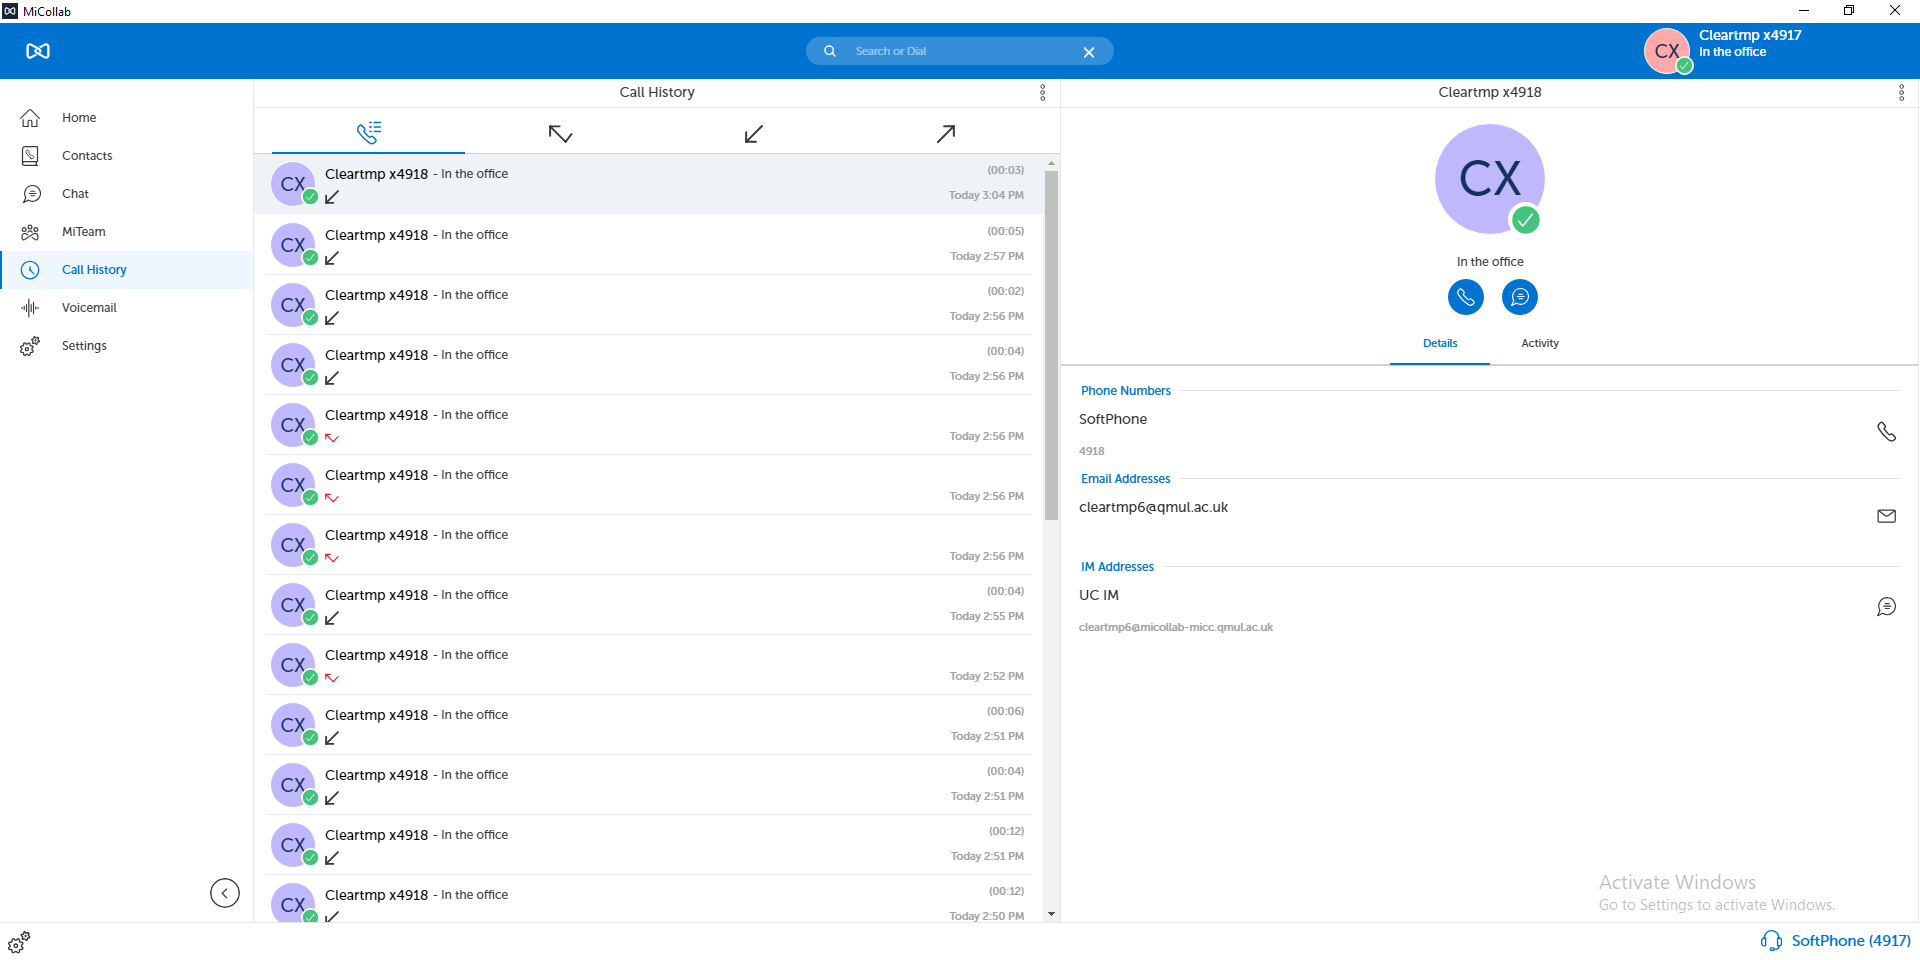 MiCollab
Search or Dial
CX
Cleartmp x4917
In the office
Home
Contacts
Chat
MiTeam
Call History
Voicemail
Settings
Call History
CX Cleartmp x4918 - In the office (00:03)
Today 3:04 PM
CX Cleartmp x4918 - In the office (00:05)
Today 2:57 PM
CX Cleartmp x4918 - In the office (00:02)
Today 2:56 PM
CX Cleartmp x4918 - In the office (00:04)
Today 2:56 PM
CX Cleartmp x4918 - In the office
Today 2:56 PM
CX Cleartmp x4918 - In the office
Today 2:56 PM
CX Cleartmp x4918 - In the office
Today 2:56 PM
CX Cleartmp x4918 - In the office (00:04)
Today 2:55 PM
CX Cleartmp x4918 - In the office
Today 2:52 PM
CX Cleartmp x4918 - In the office (00:06)
Today 2:51 PM
CX Cleartmp x4918 - In the office (00:04)
Today 2:51 PM
CX Cleartmp x4918 - In the office (00:12)
Today 2:51 PM
CX Cleartmp x4918 - In the office (00:12)
Today 2:50 PM
Cleartmp x4918
CX
In the office
Details Activity
Phone Numbers
SoftPhone
4918
Email Addresses
cleartmp6@qmul.ac.uk
IM Addresses
UC IM
cleartmp6@micollab-micc.qmul.ac.uk
Activate Windows
Go to Settings to activate Windows.
SoftPhone (4917)